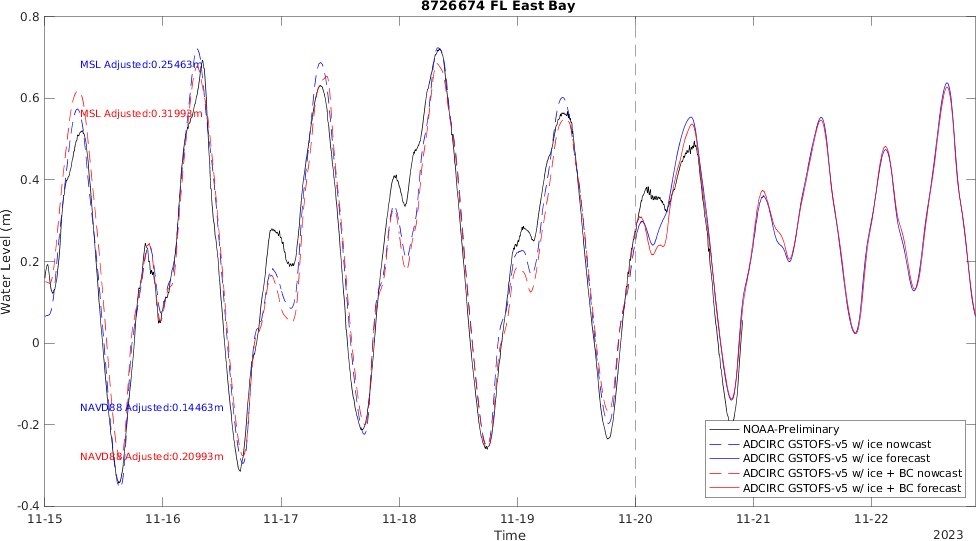 8726674 FL East Bay
0.8
0.6
0.4
0.2
0
-0.2
-0.4
Water Level (m)
MSL Adjusted:0.25463m
MSL Adjusted:0.31993m
NAVD88 Adjusted:0.14463m
NAVD88 Adjusted:0.20993m
NOAA-Preliminary
ADCIRC GSTOFS-v5 w/ ice nowcast
ADCIRC GSTOFS-v5 w/ ice forecast
ADCIRC GSTOFS-v5 w/ ice + BC nowcast
ADCIRC GSTOFS-v5 w/ ice + BC forecast
11-15 11-16 11-17 11-18 11-19 11-20 11-21 11-22
Time
2023